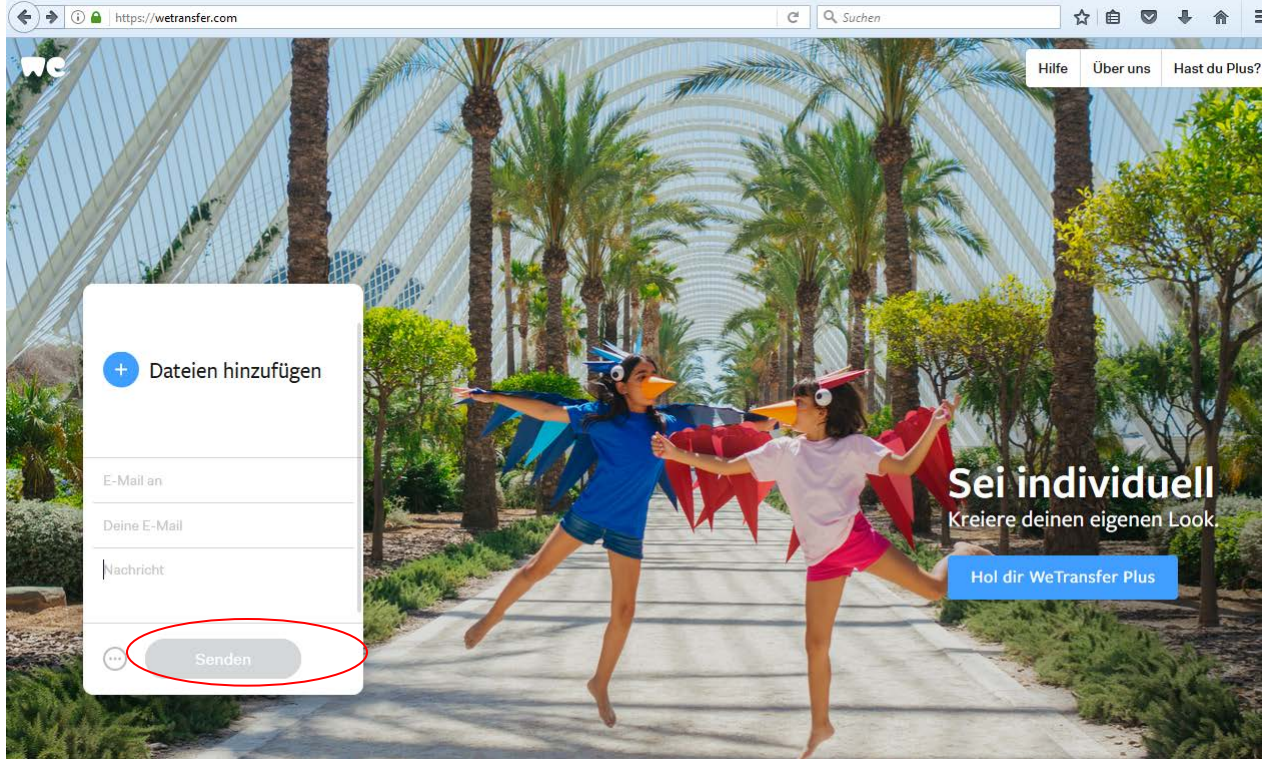 https://wetransfer.com
Suchen
we
Hilfe
Über uns
Hast du Plus?
Dateien hinzufügen
E-Mail an
Deine E-Mail
Nachricht
Senden
Sei individuell
Kreiere deinen eigenen Look.
Hol dir WeTransfer Plus